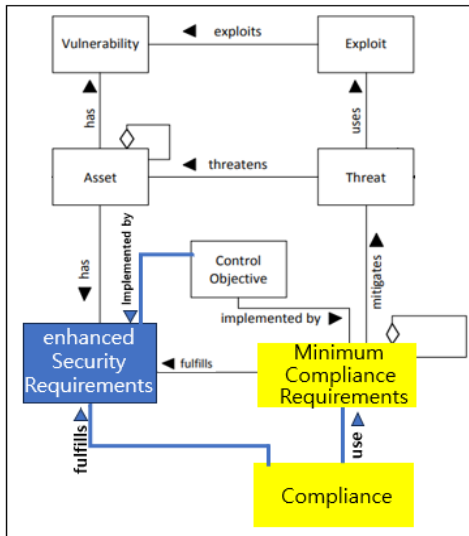 Vulnerability
exploits
Exploit
has
uses
Asset
threatens
Threat
has
Implemented by
Control
Objective
mitigates
implemented by
enhanced
Security
Requirements
fulfills
Minimum
Compliance
Requirements
fulfills
use
Compliance